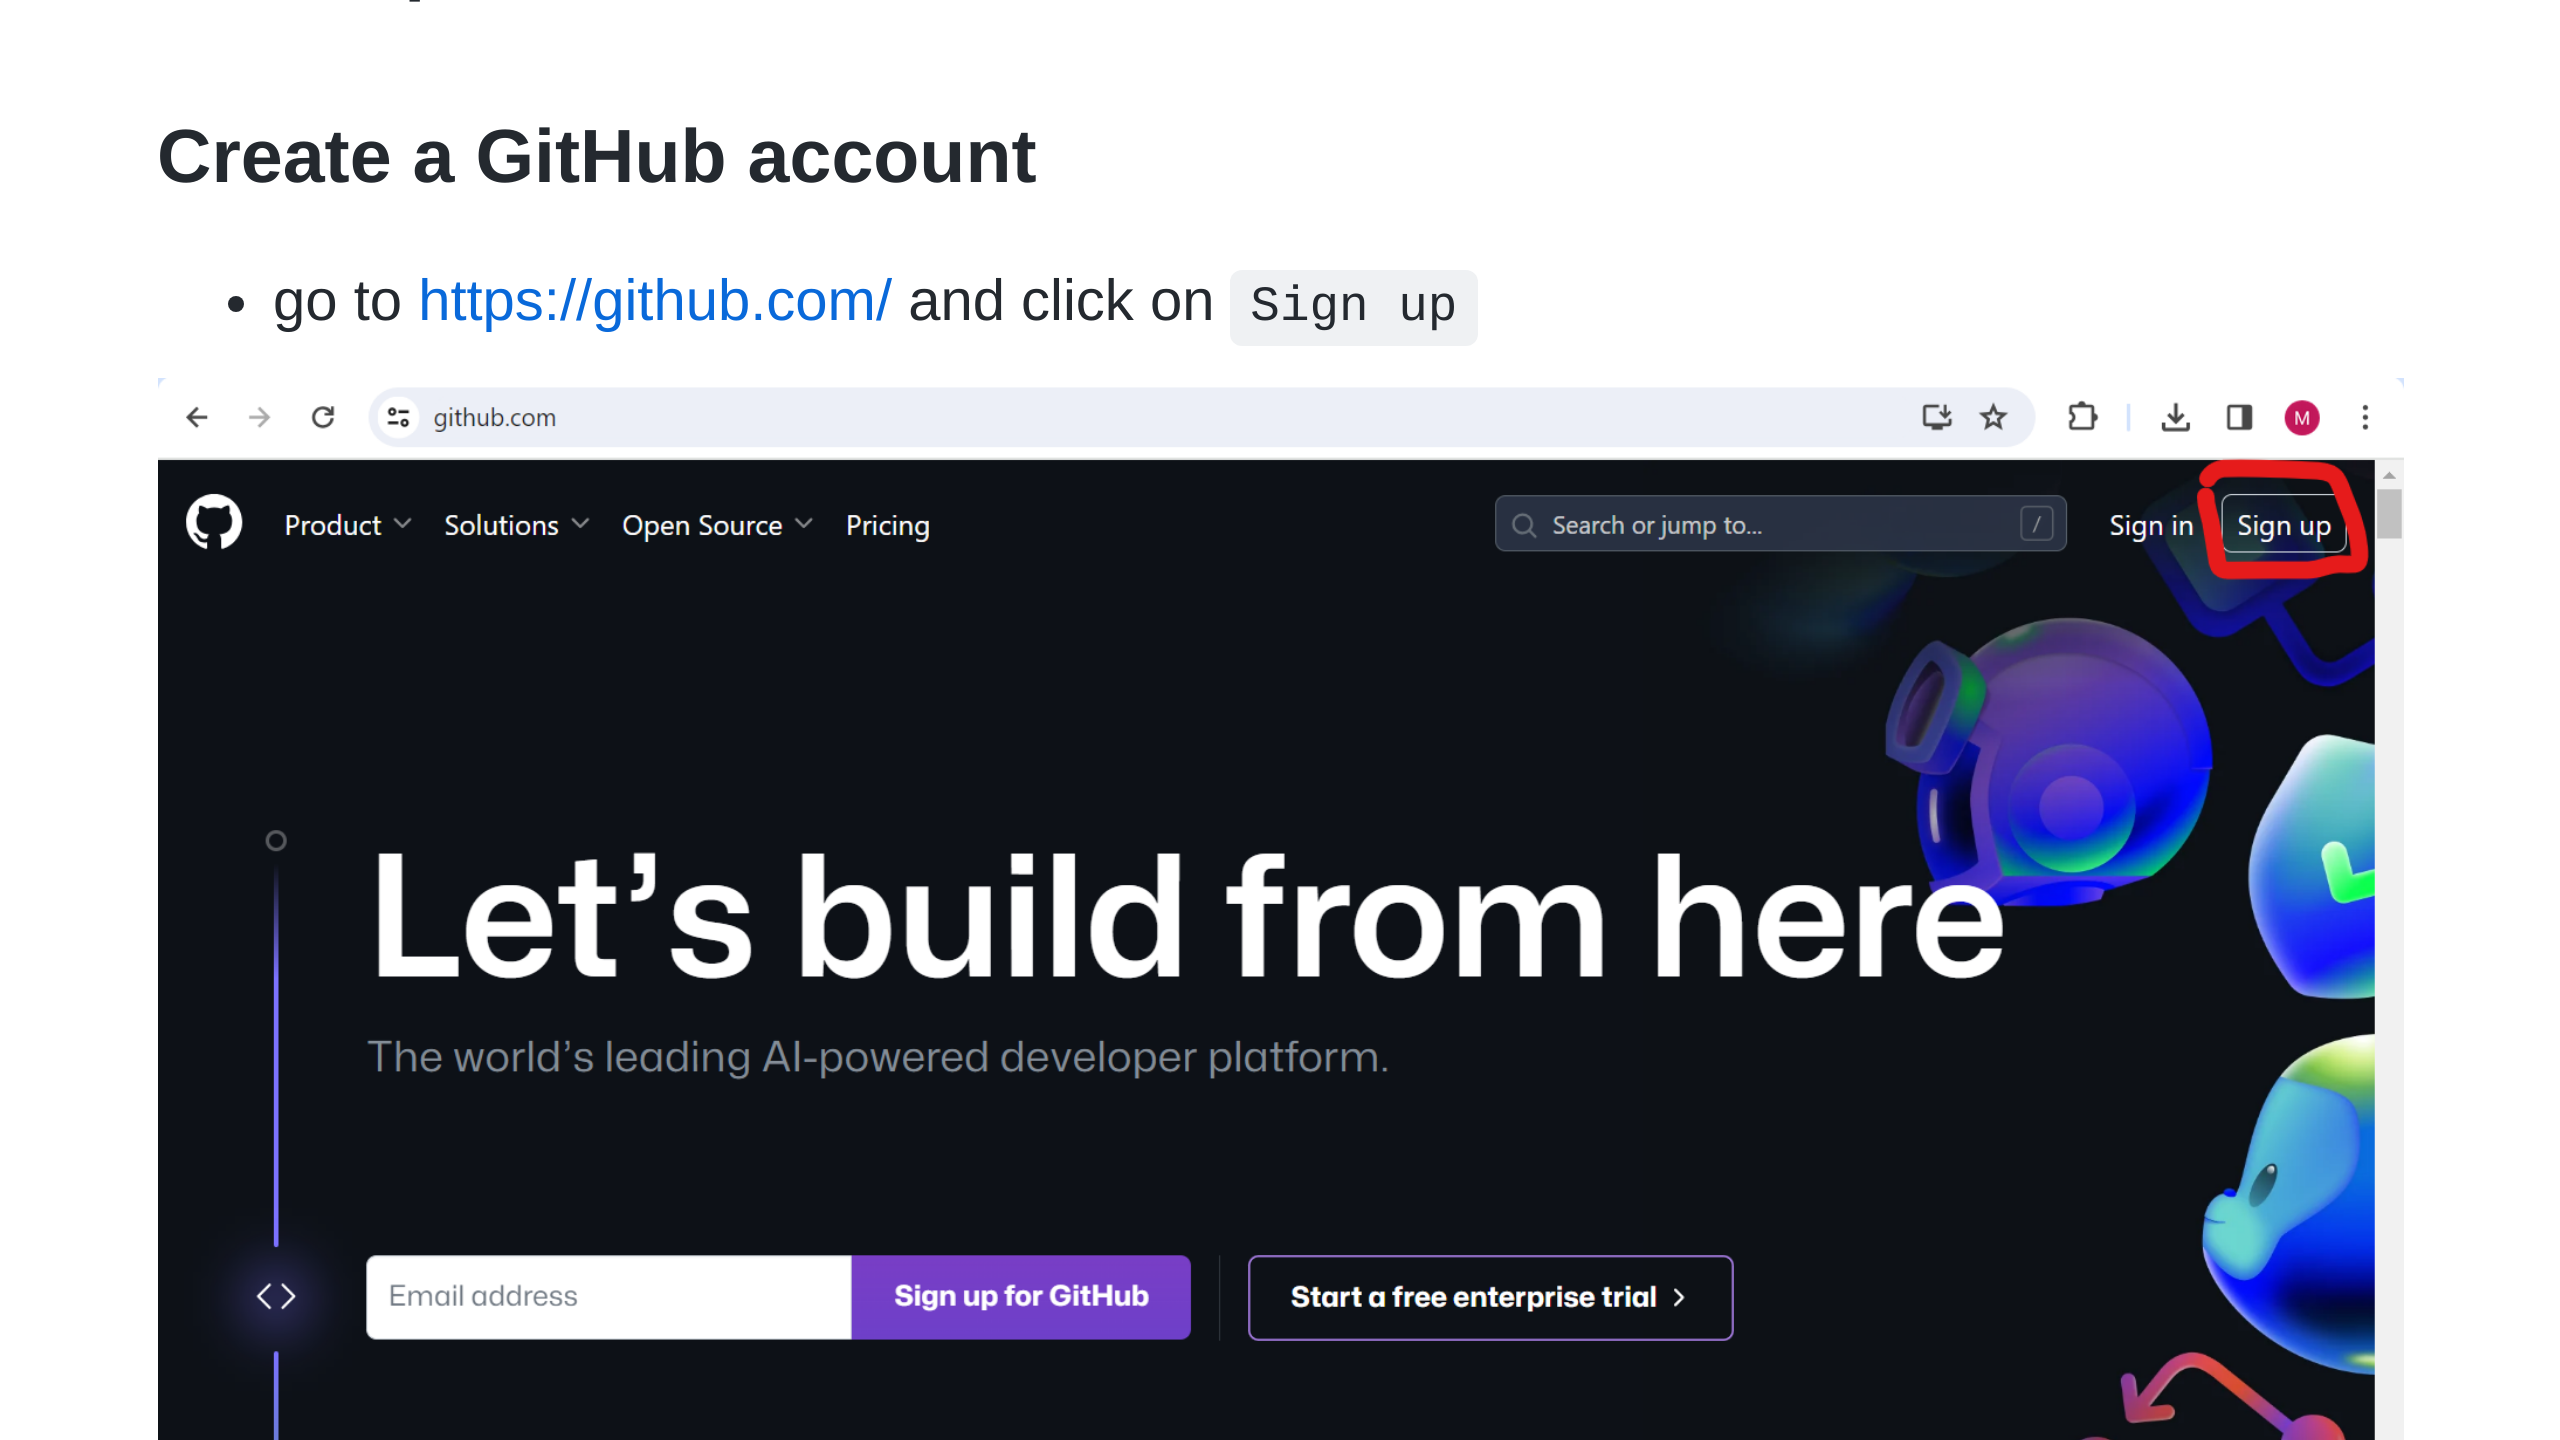 Create a GitHub account
• go to https://github.com/ and click on Sign up
github.com
M
Product Solutions Open Source Pricing Search or jump to... / Sign in Sign up
Let’s build from here
The world’s leading AI-powered developer platform.
Email address Sign up for GitHub Start a free enterprise trial